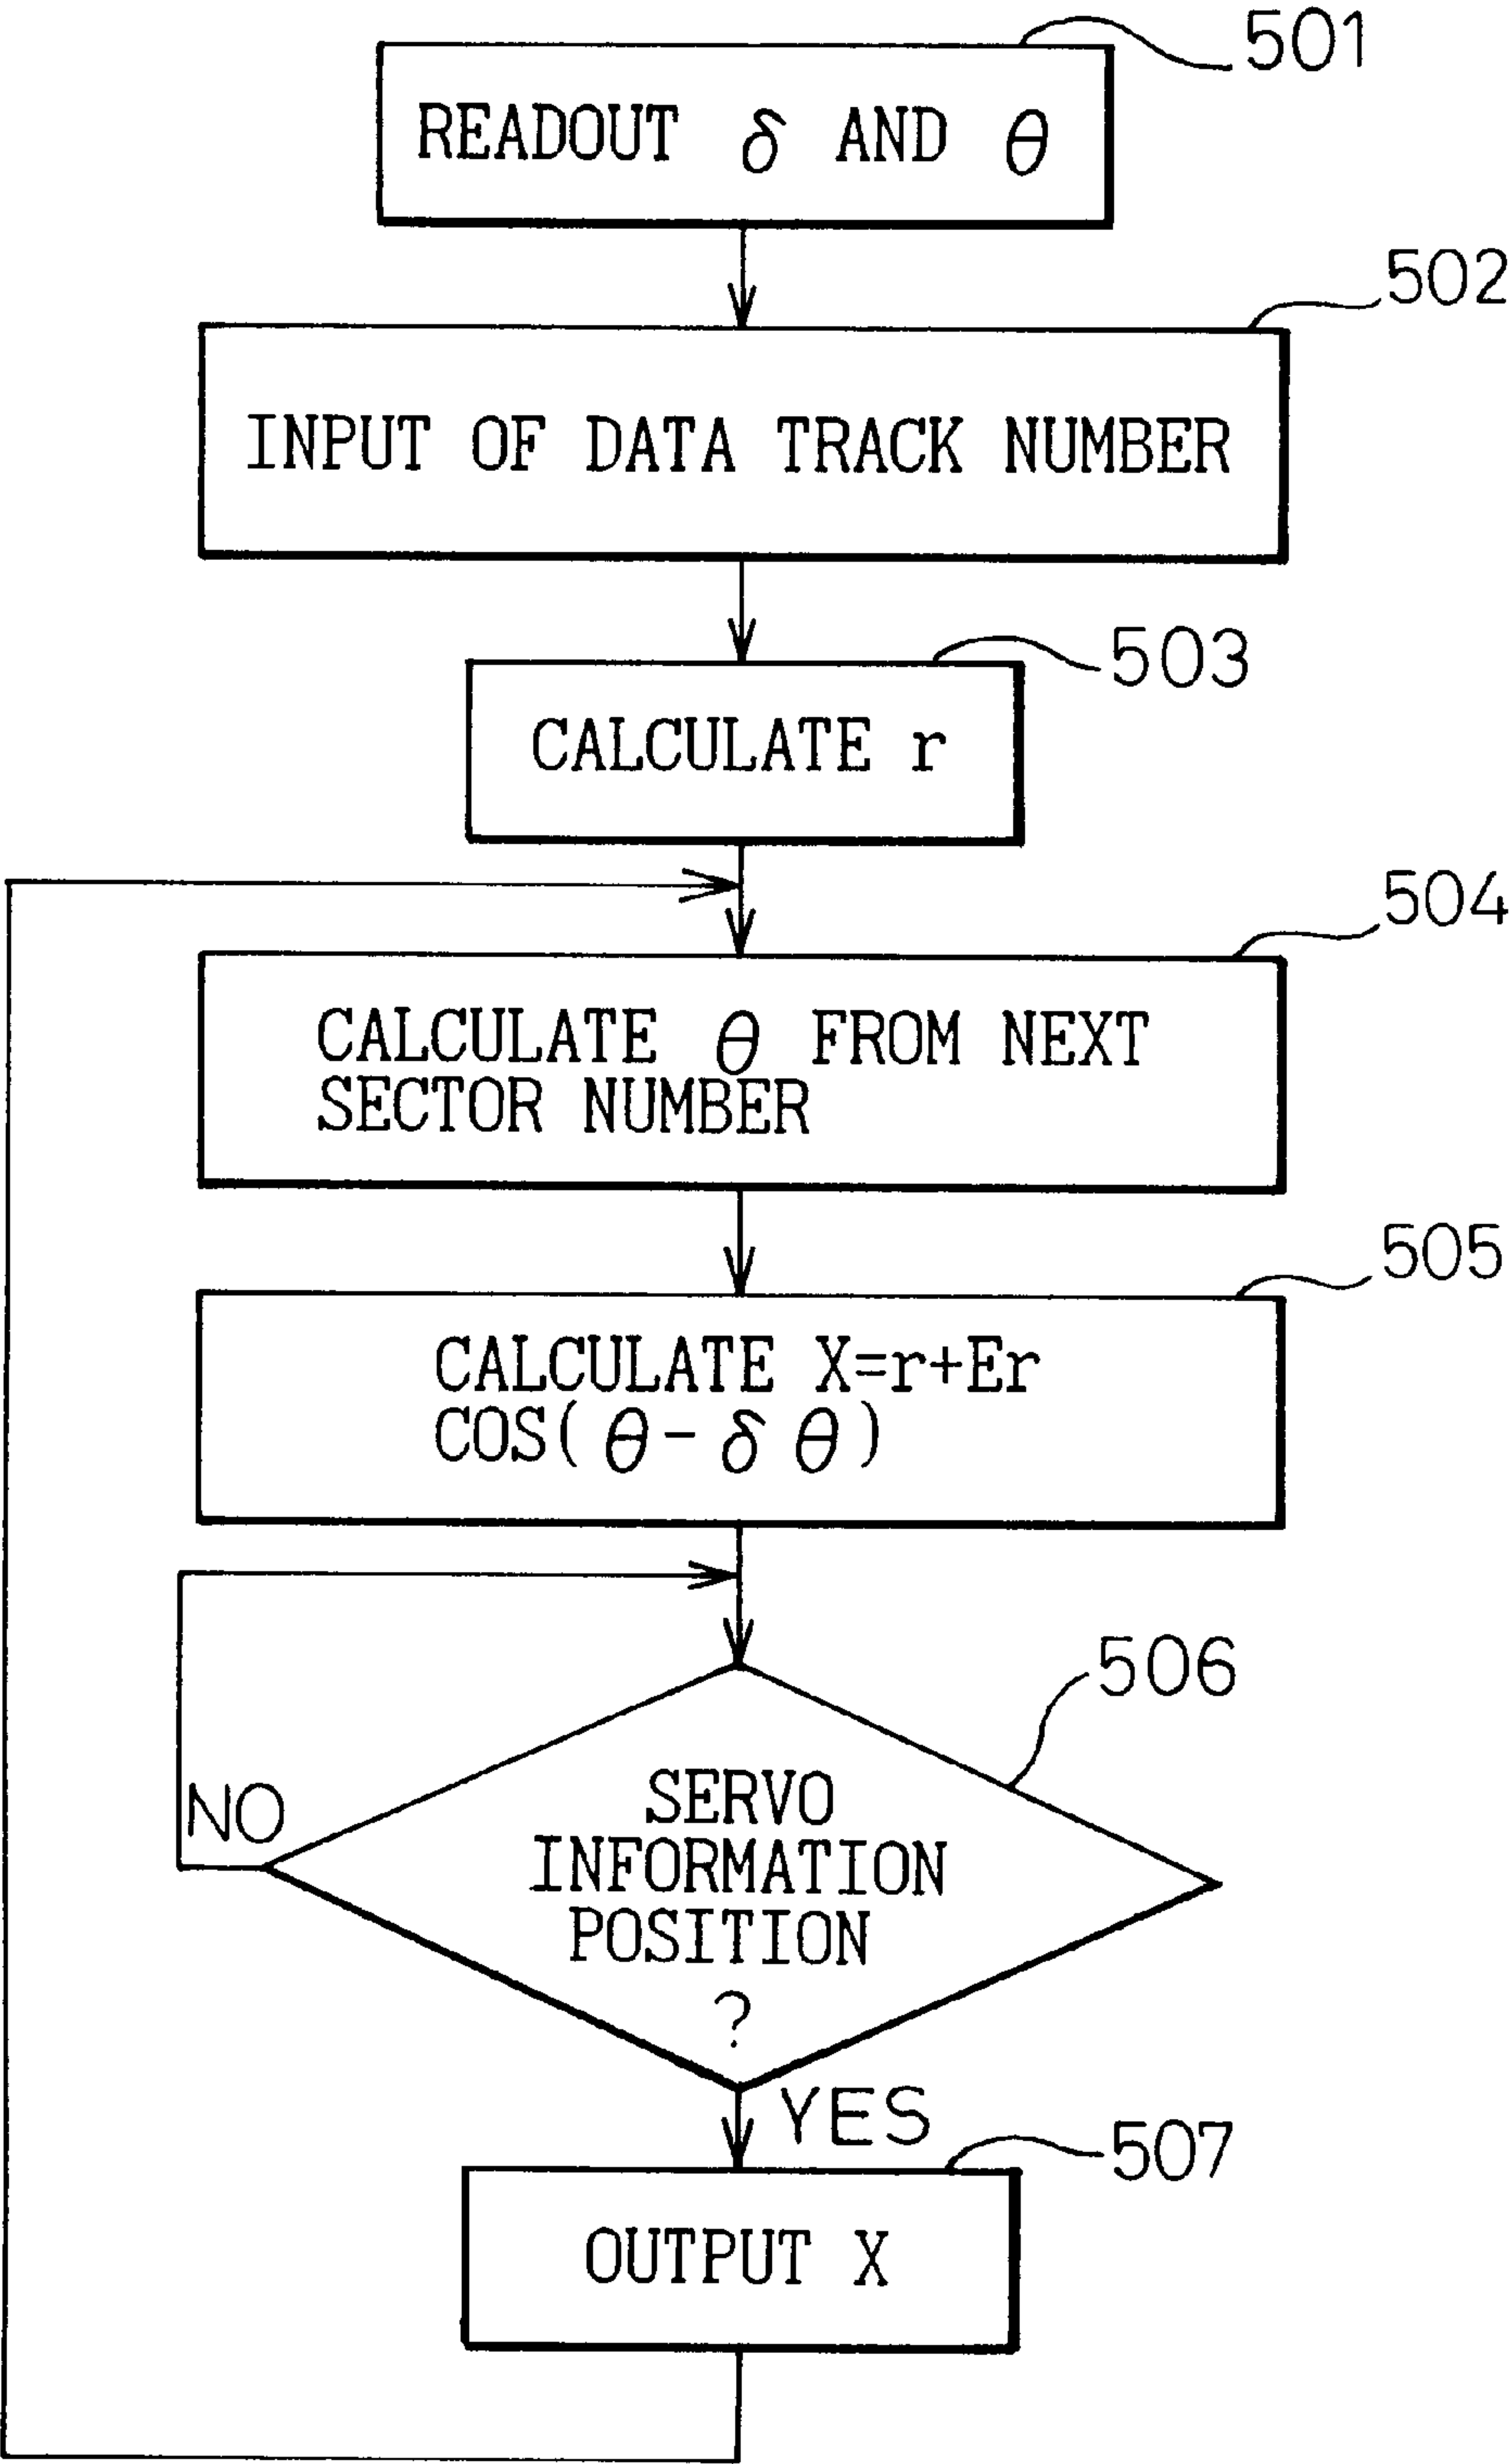 501
READOUT δ AND θ
502
INPUT OF DATA TRACK NUMBER
503
CALCULATE r
504
CALCULATE θ FROM NEXT
SECTOR NUMBER
505
CALCULATE X=r+Er
COS(θ-δθ)
506
SERVO
INFORMATION
POSITION
?
NO
YES
507
OUTPUT X